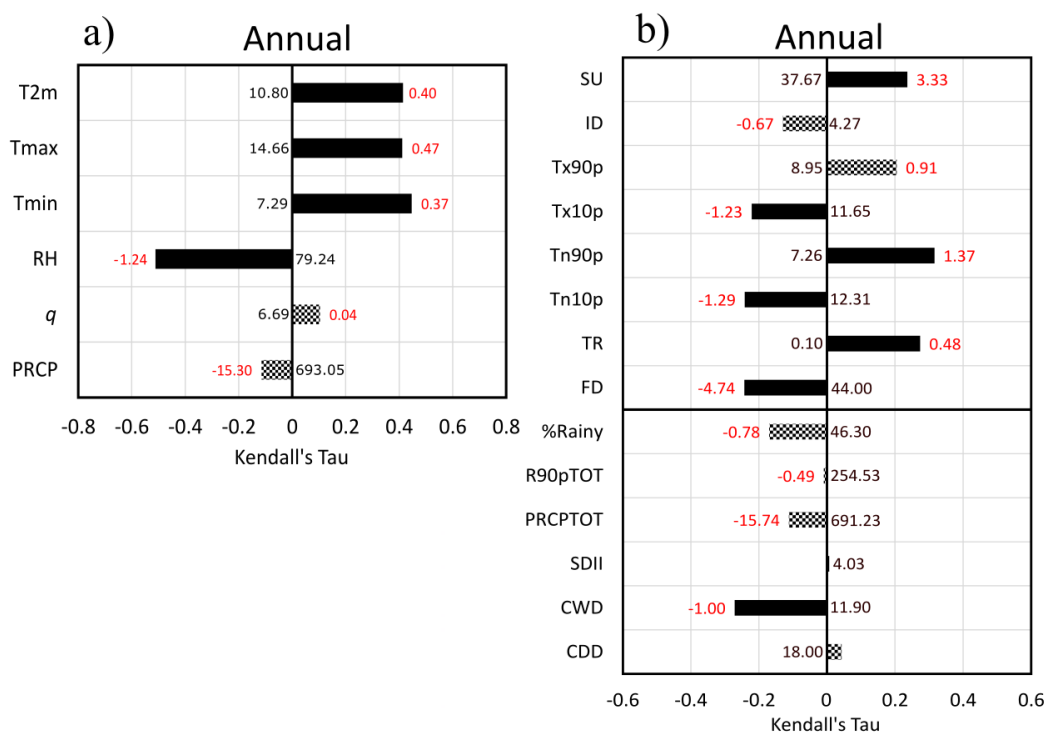 a)
Annual
T2m 10.80 0.40
Tmax 14.66 0.47
Tmin 7.29 0.37
RH -1.24 79.24
q 6.69 0.04
PRCP -15.30 693.05
-0.8 -0.6 -0.4 -0.2 0 0.2 0.4 0.6 0.8
Kendall's Tau
b)
Annual
SU 37.67 3.33
ID -0.67 4.27
Tx90p 8.95 0.91
Tx10p -1.23 11.65
Tn90p 7.26 1.37
Tn10p -1.29 12.31
TR 0.10 0.48
FD -4.74 44.00
%Rainy -0.78 46.30
R90pTOT -0.49 254.53
PRCPTOT -15.74 691.23
SDII 4.03
CWD -1.00 11.90
CDD 18.00
-0.6 -0.4 -0.2 0 0.2 0.4 0.6
Kendall's Tau